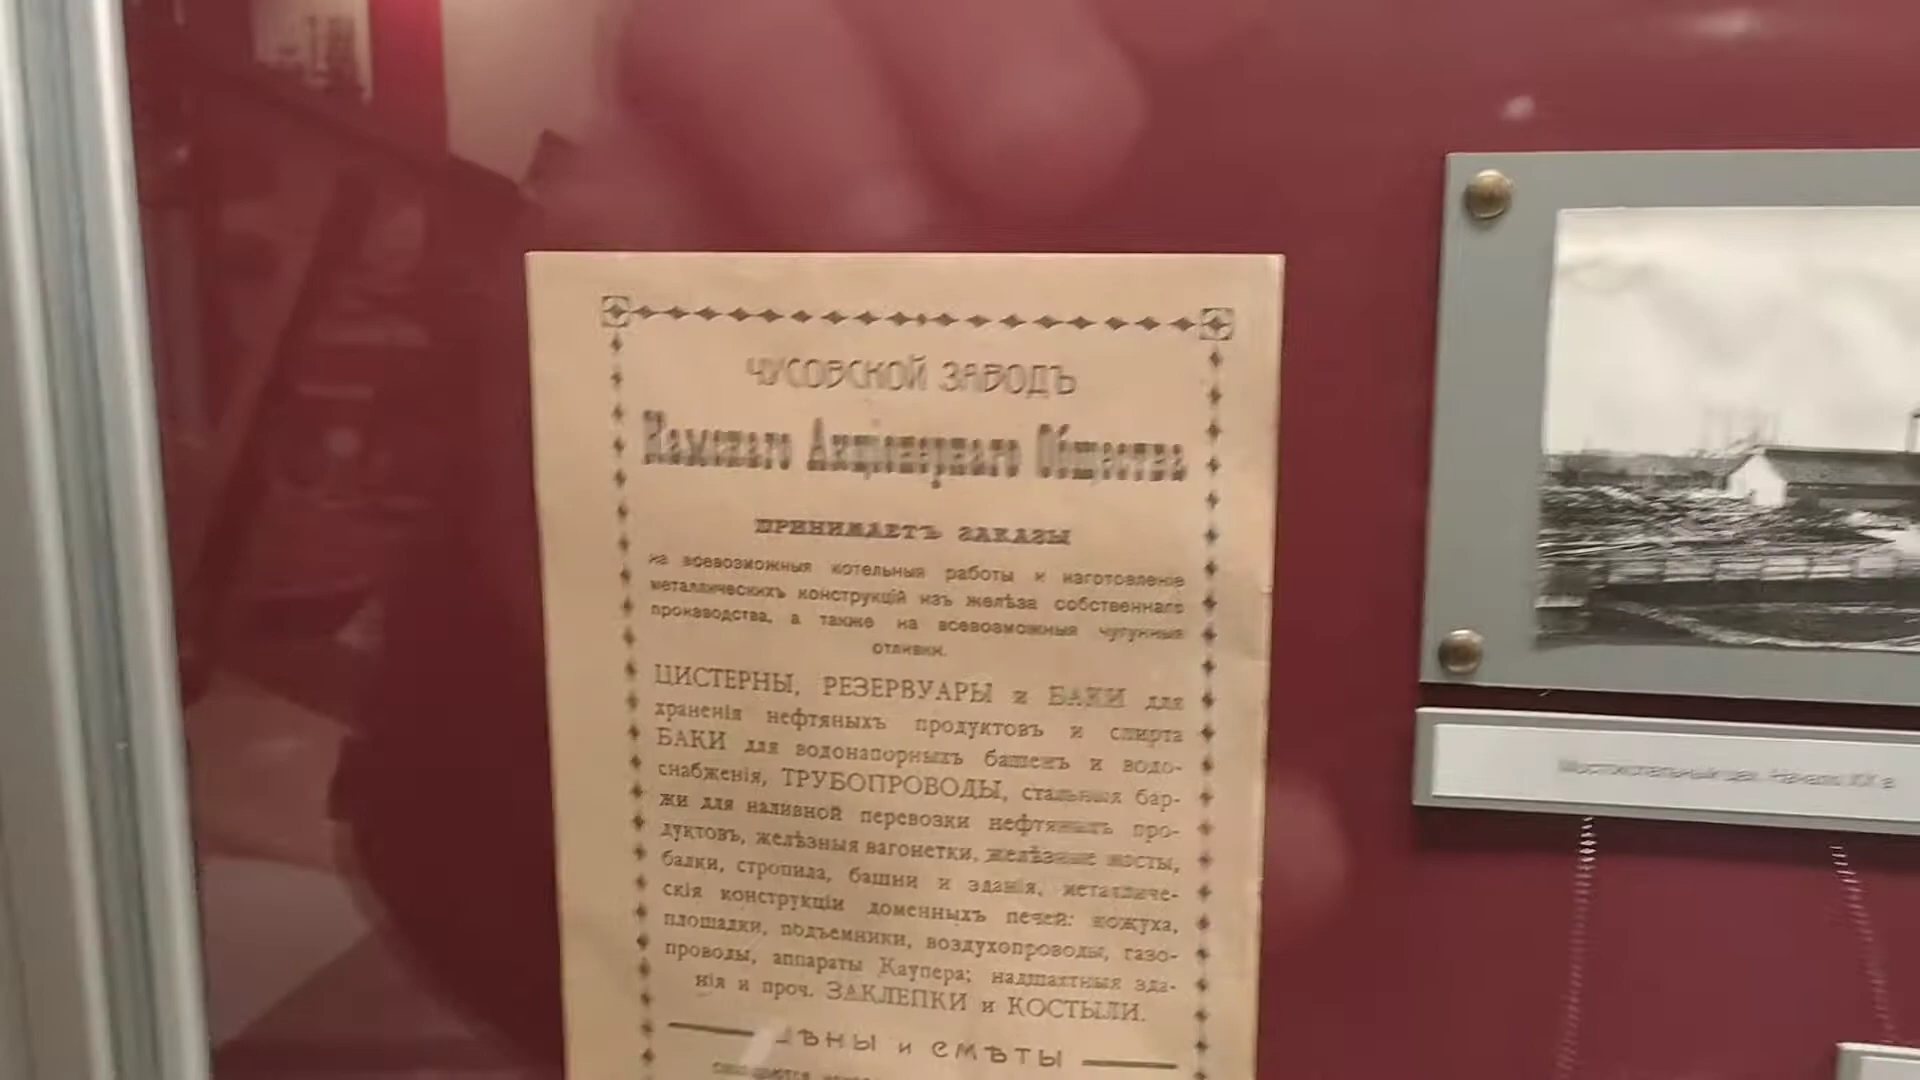 ЧУСОВСКОЙ ЗАВОДЪ
Камскаго Акціонернаго Общества
ПРИНИМАЕТЪ ЗАКАЗЫ
на всевозможныя котельныя работы и изготовленіе
металлическихъ конструкцій изъ желѣза собственнаго
производства, а также на всевозможныя чугунныя
отливки.
ЦИСТЕРНЫ, РЕЗЕРВУАРЫ и БАКИ для
храненія нефтяныхъ продуктовъ и спирта
БАКИ для водонапорныхъ башенъ и водо-
снабженія, ТРУБОПРОВОДЫ, стальныя бар-
жи для наливной перевозки нефтяныхъ про-
дуктовъ, желѣзныя вагонетки, желѣзные мосты,
балки, стропила, башни и зданія, металличе-
скія конструкціи доменныхъ печей: кожуха,
площадки, подъемники, воздухопроводы, газо-
проводы, аппараты Каупера; надшахтныя зда-
нія и проч. ЗАКЛЕПКИ и КОСТЫЛИ.
ЦѢНЫ и СМѢТЫ
Начало XX в